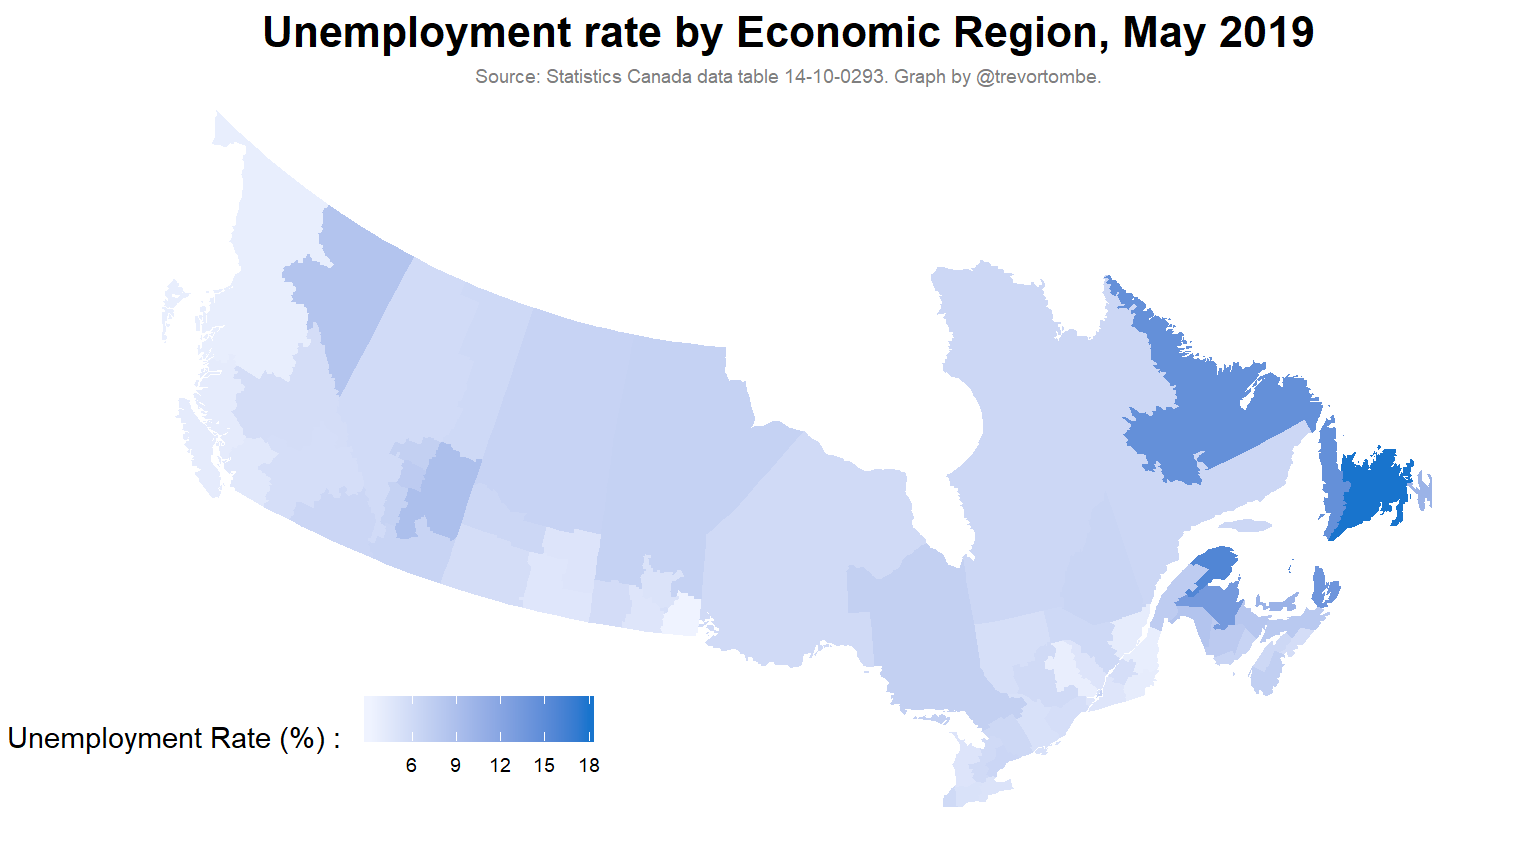 Unemployment rate by Economic Region, May 2019
Source: Statistics Canada data table 14-10-0293. Graph by @trevortombe.
Unemployment Rate (%) :
6 9 12 15 18